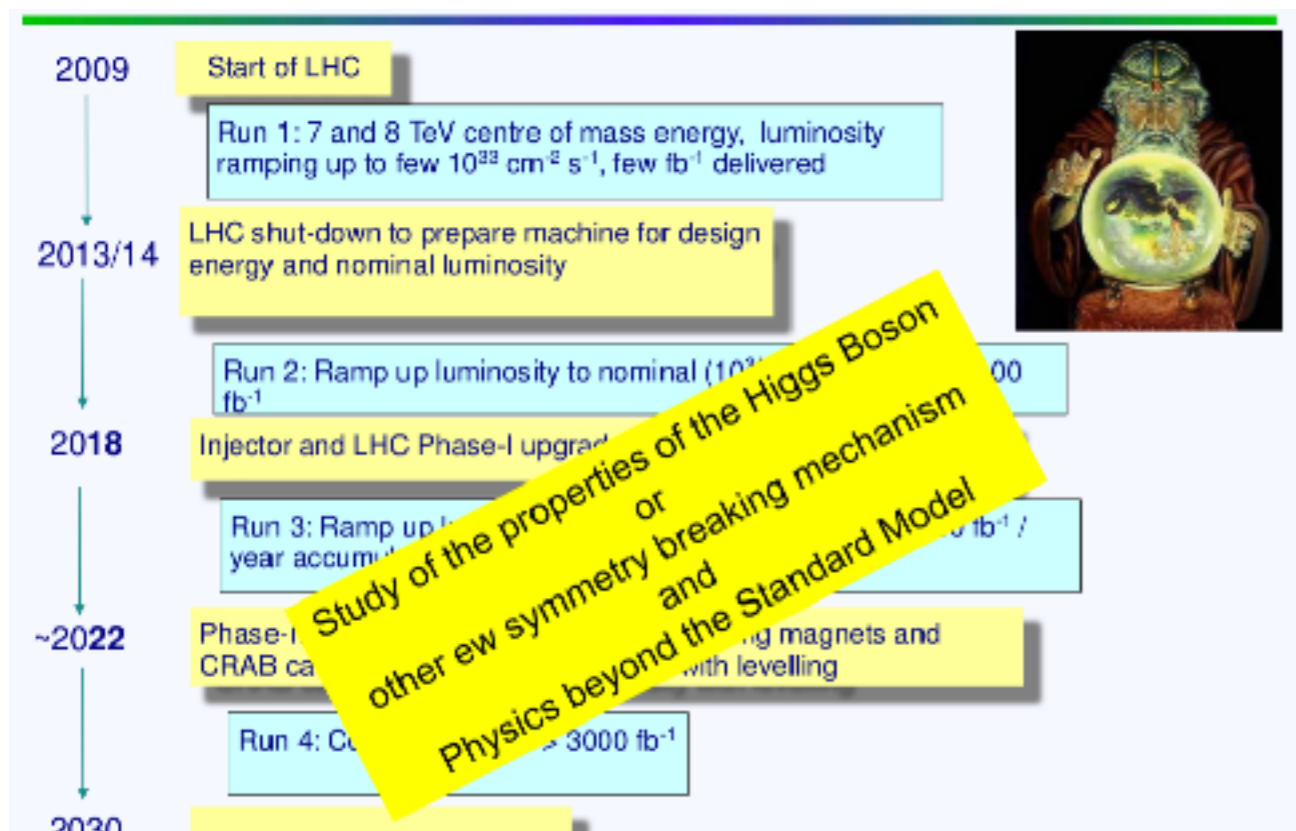 2009
Start of LHC
Run 1: 7 and 8 TeV centre of mass energy, luminosity
ramping up to few 10³³ cm⁻² s⁻¹, few fb⁻¹ delivered
2013/14
LHC shut-down to prepare machine for design
energy and nominal luminosity
Run 2: Ramp up luminosity to nominal (10
fb⁻¹
2018
Injector and LHC Phase-I
Run 3: Ramp up
year
fb⁻¹ /
~2022
magnets and
CRAB
with levelling
Run 4:
> 3000 fb⁻¹
2030
Study of the properties of the Higgs Boson
or
other ew symmetry breaking mechanism
and
Physics beyond the Standard Model